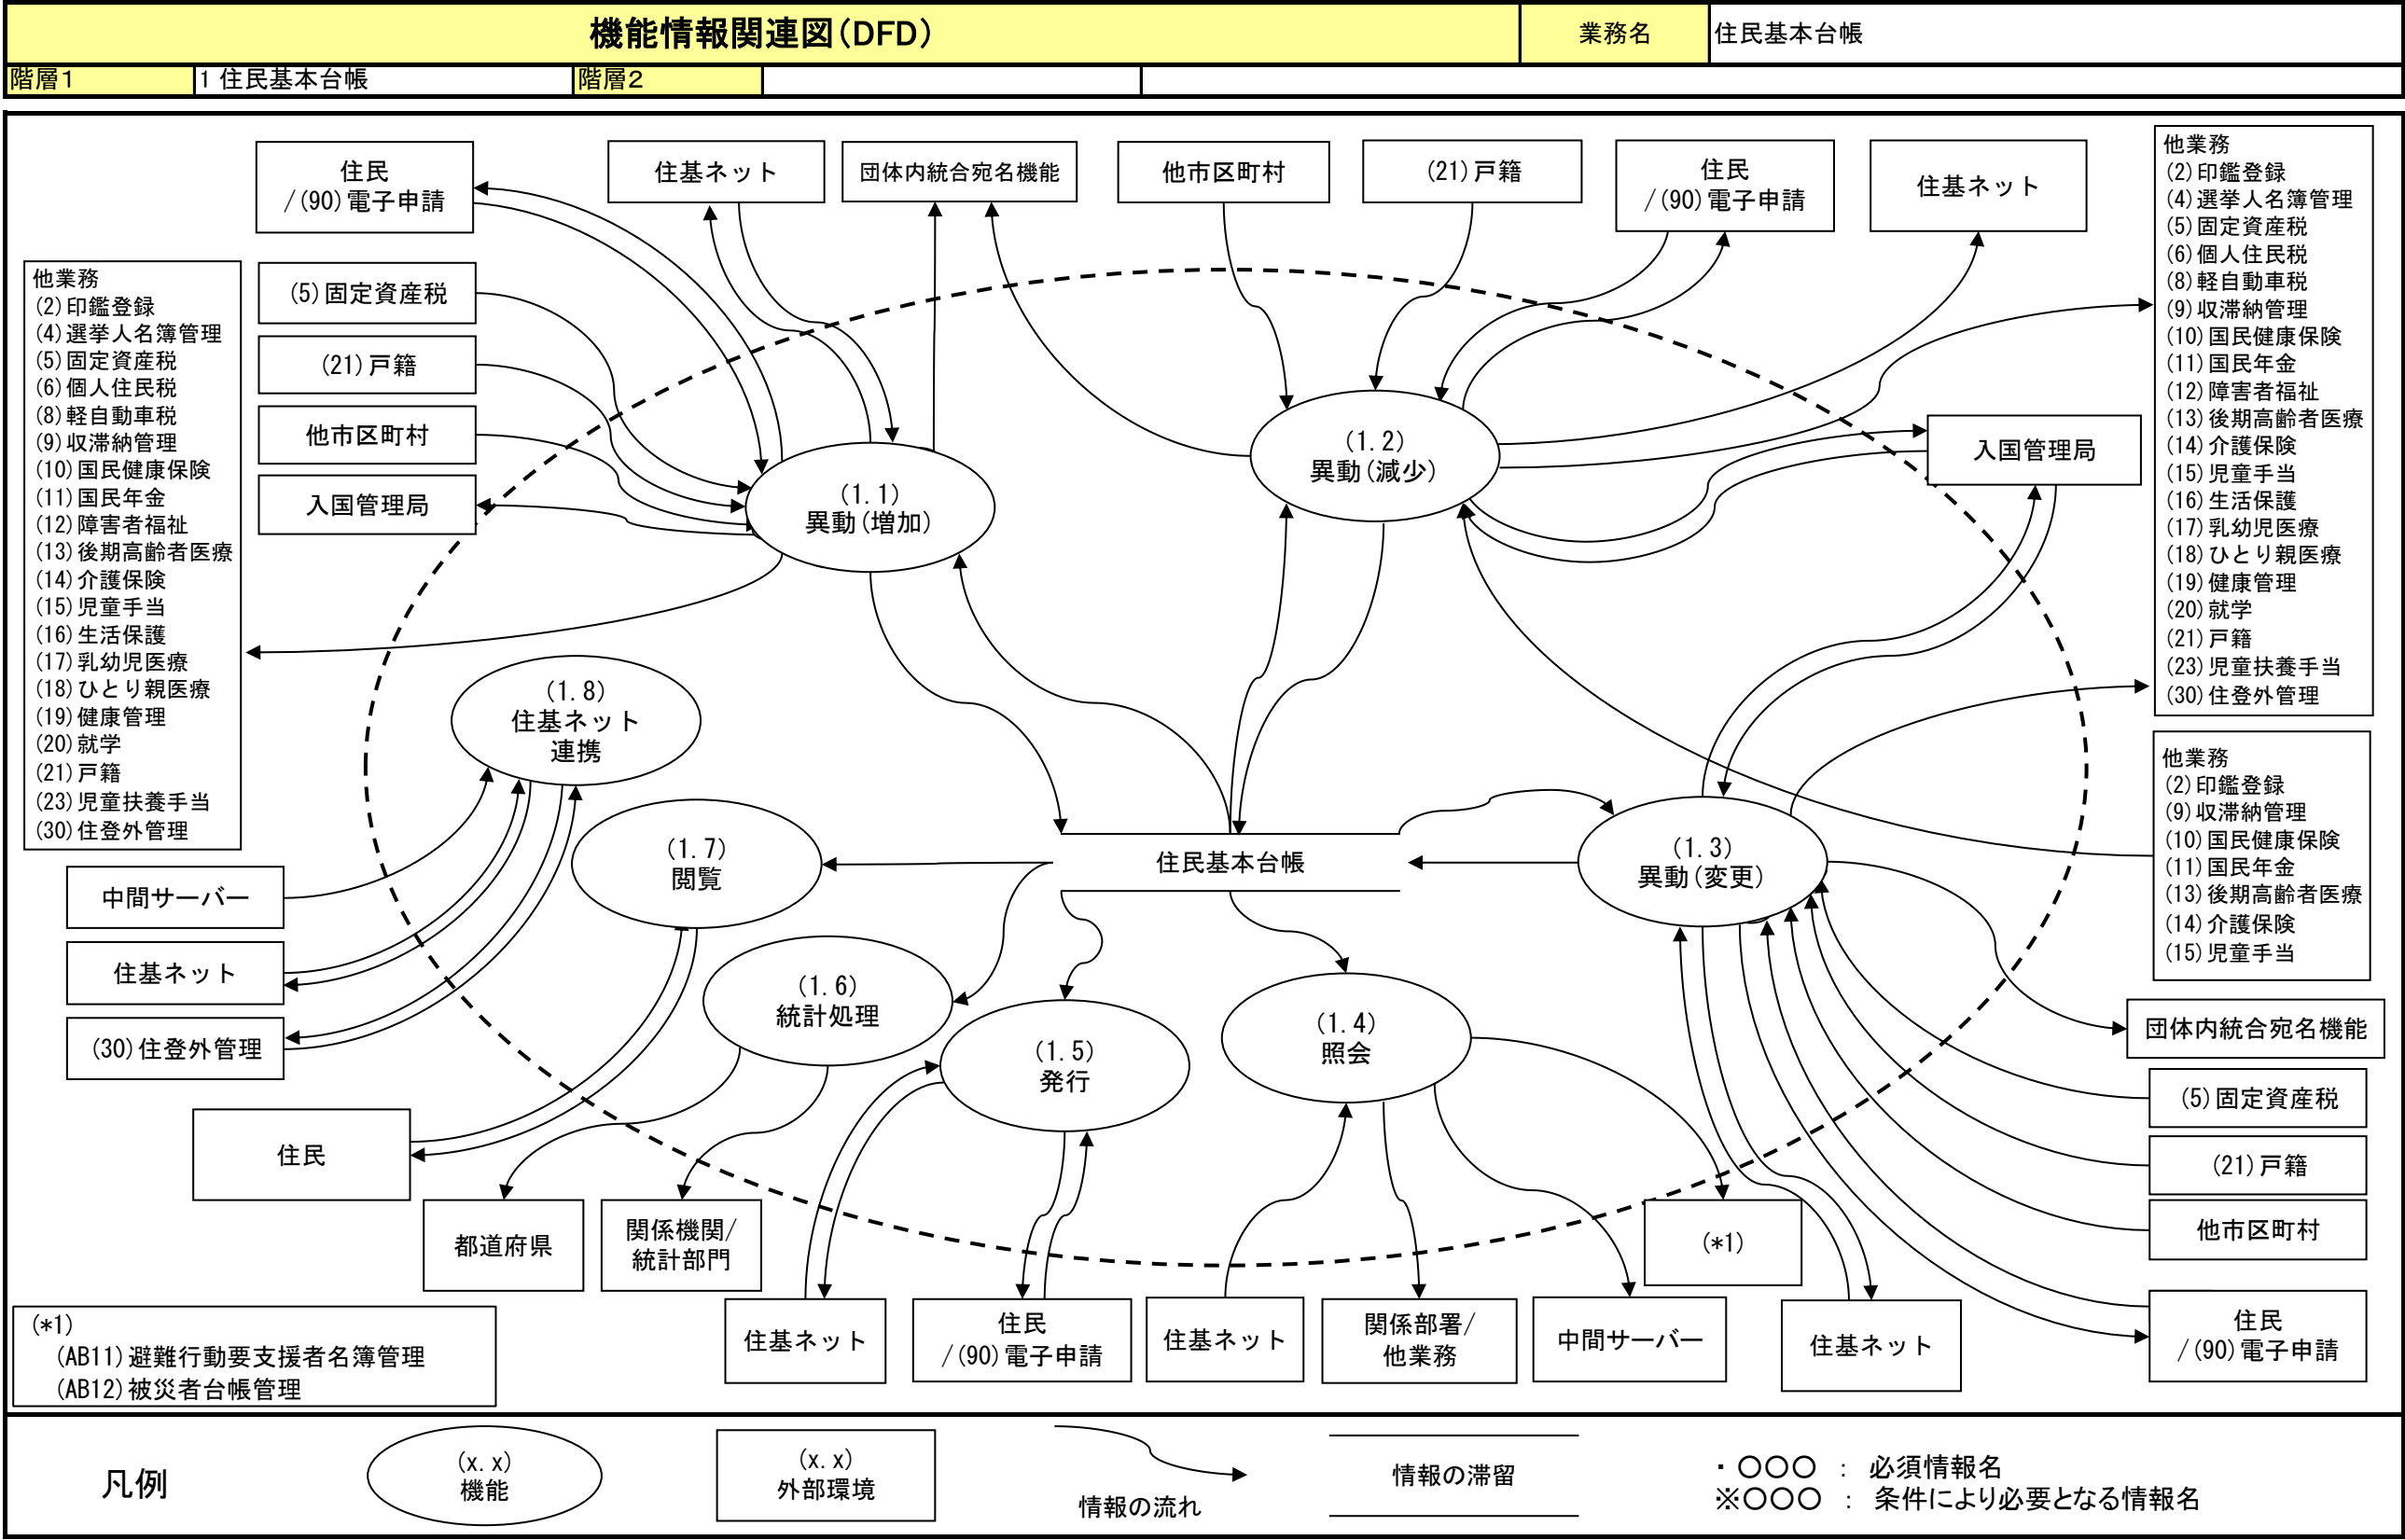 機能情報関連図(DFD)
業務名
住民基本台帳
階層1
1 住民基本台帳
階層2
住民
/(90)電子申請
住基ネット
団体内統合宛名機能
他市区町村
(21)戸籍
住民
/(90)電子申請
住基ネット
他業務
(2)印鑑登録
(4)選挙人名簿管理
(5)固定資産税
(6)個人住民税
(8)軽自動車税
(9)収滞納管理
(10)国民健康保険
(11)国民年金
(12)障害者福祉
(13)後期高齢者医療
(14)介護保険
(15)児童手当
(16)生活保護
(17)乳幼児医療
(18)ひとり親医療
(19)健康管理
(20)就学
(21)戸籍
(23)児童扶養手当
(30)住登外管理
他業務
(2)印鑑登録
(4)選挙人名簿管理
(5)固定資産税
(6)個人住民税
(8)軽自動車税
(9)収滞納管理
(10)国民健康保険
(11)国民年金
(12)障害者福祉
(13)後期高齢者医療
(14)介護保険
(15)児童手当
(16)生活保護
(17)乳幼児医療
(18)ひとり親医療
(19)健康管理
(20)就学
(21)戸籍
(23)児童扶養手当
(30)住登外管理
(5)固定資産税
(21)戸籍
他市区町村
入国管理局
(1.1)
異動(増加)
(1.2)
異動(減少)
入国管理局
(1.8)
住基ネット
連携
(1.7)
閲覧
住民基本台帳
(1.3)
異動(変更)
他業務
(2)印鑑登録
(9)収滞納管理
(10)国民健康保険
(11)国民年金
(13)後期高齢者医療
(14)介護保険
(15)児童手当
中間サーバー
住基ネット
(30)住登外管理
(1.6)
統計処理
(1.5)
発行
(1.4)
照会
団体内統合宛名機能
(5)固定資産税
(21)戸籍
他市区町村
住民
/(90)電子申請
住民
都道府県
関係機関/
統計部門
住基ネット
住民
/(90)電子申請
住基ネット
関係部署/
他業務
中間サーバー
(*1)
住基ネット
(*1)
(AB11)避難行動要支援者名簿管理
(AB12)被災者台帳管理
凡例
(x.x)
機能
(x.x)
外部環境
情報の流れ
情報の滞留
・ 〇〇〇 : 必須情報名
※〇〇〇 : 条件により必要となる情報名